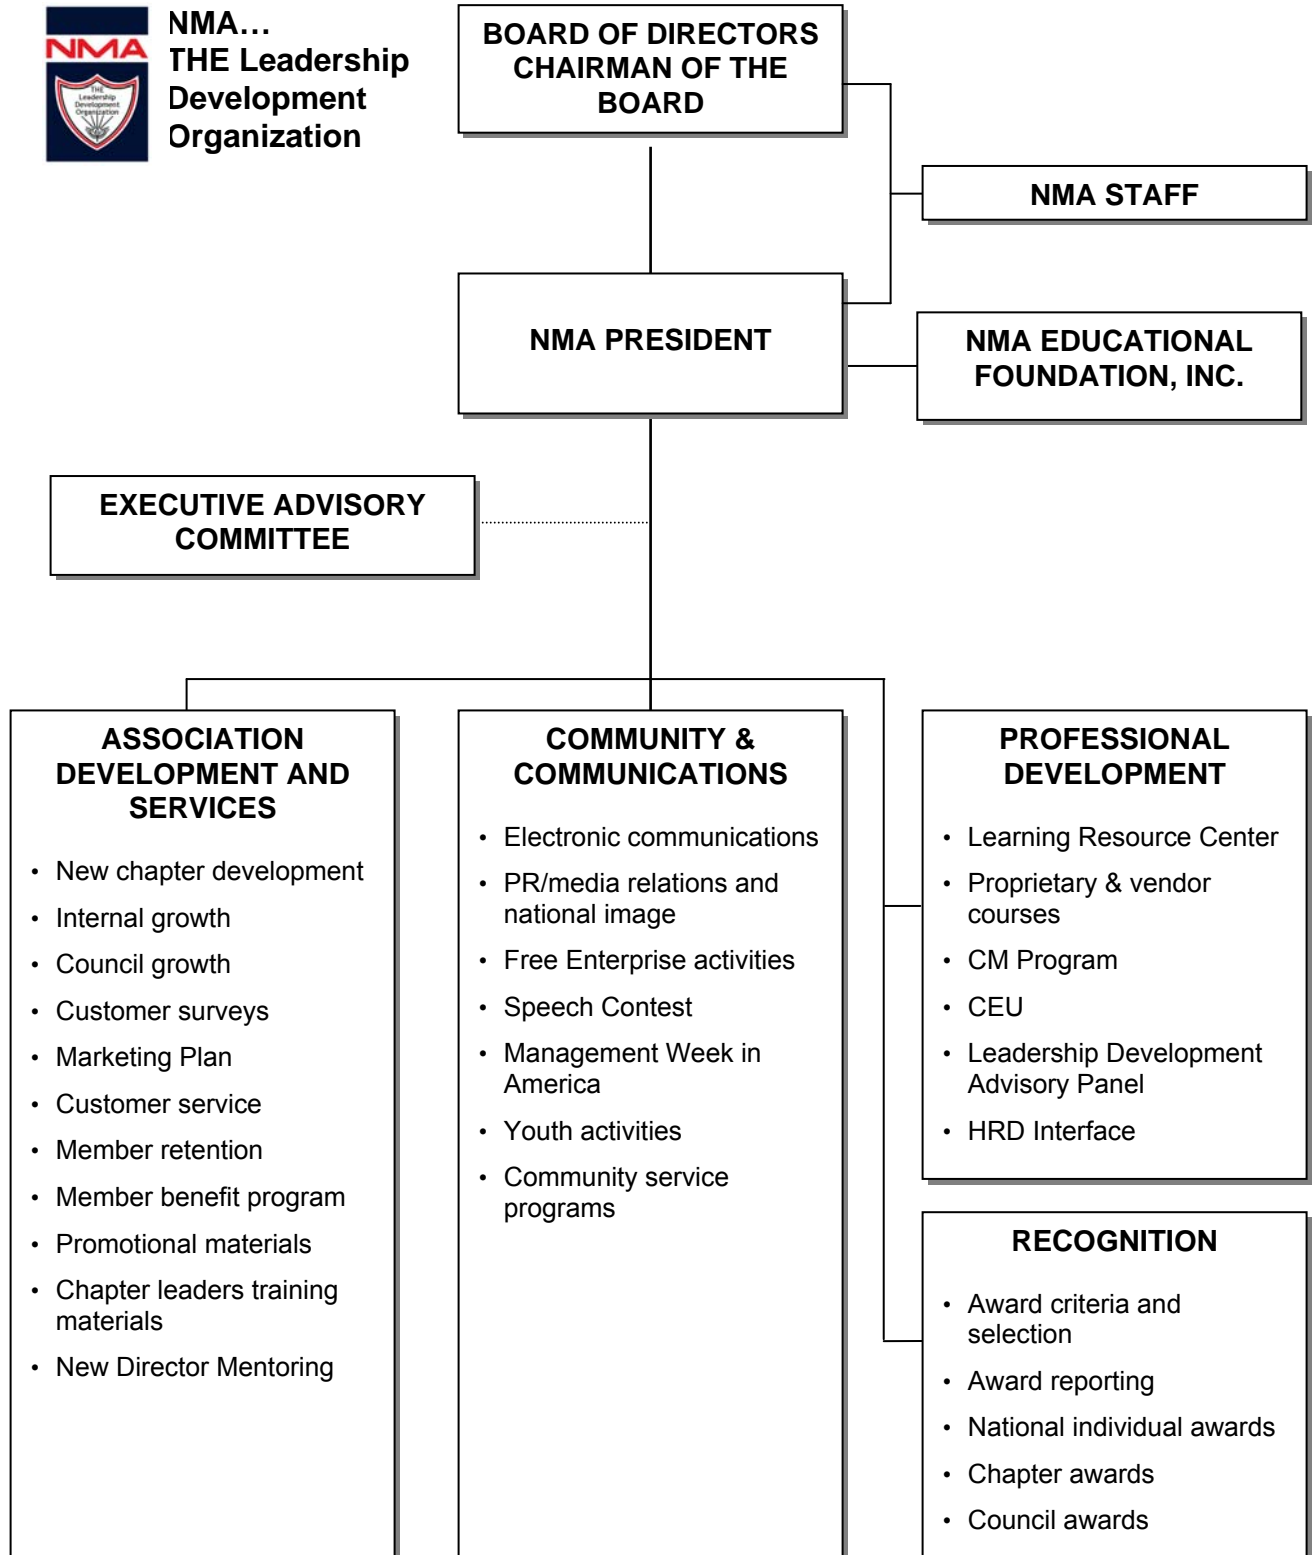 NMA
THE
Leadership
Development
Organization
NMA…
THE Leadership
Development
Organization
BOARD OF DIRECTORS
CHAIRMAN OF THE
BOARD
NMA STAFF
NMA PRESIDENT
NMA EDUCATIONAL
FOUNDATION, INC.
EXECUTIVE ADVISORY
COMMITTEE
ASSOCIATION
DEVELOPMENT AND
SERVICES
• New chapter development
• Internal growth
• Council growth
• Customer surveys
• Marketing Plan
• Customer service
• Member retention
• Member benefit program
• Promotional materials
• Chapter leaders training
materials
• New Director Mentoring
COMMUNITY &
COMMUNICATIONS
• Electronic communications
• PR/media relations and
national image
• Free Enterprise activities
• Speech Contest
• Management Week in
America
• Youth activities
• Community service
programs
PROFESSIONAL
DEVELOPMENT
• Learning Resource Center
• Proprietary & vendor
courses
• CM Program
• CEU
• Leadership Development
Advisory Panel
• HRD Interface
RECOGNITION
• Award criteria and
selection
• Award reporting
• National individual awards
• Chapter awards
• Council awards